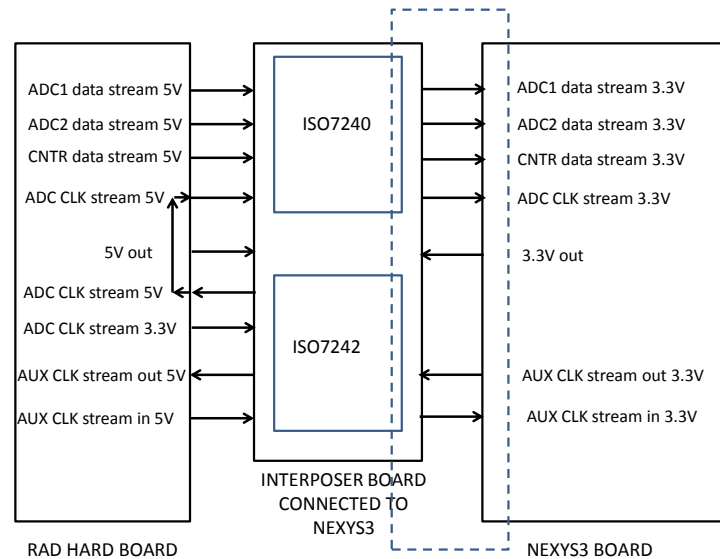 ADC1 data stream 5V
ADC2 data stream 5V
CNTR data stream 5V
ADC CLK stream 5V
5V out
ADC CLK stream 5V
ADC CLK stream 3.3V
AUX CLK stream out 5V
AUX CLK stream in 5V
RAD HARD BOARD
ISO7240
ISO7242
INTERPOSER BOARD
CONNECTED TO
NEXYS3
ADC1 data stream 3.3V
ADC2 data stream 3.3V
CNTR data stream 3.3V
ADC CLK stream 3.3V
3.3V out
AUX CLK stream out 3.3V
AUX CLK stream in 3.3V
NEXYS3 BOARD